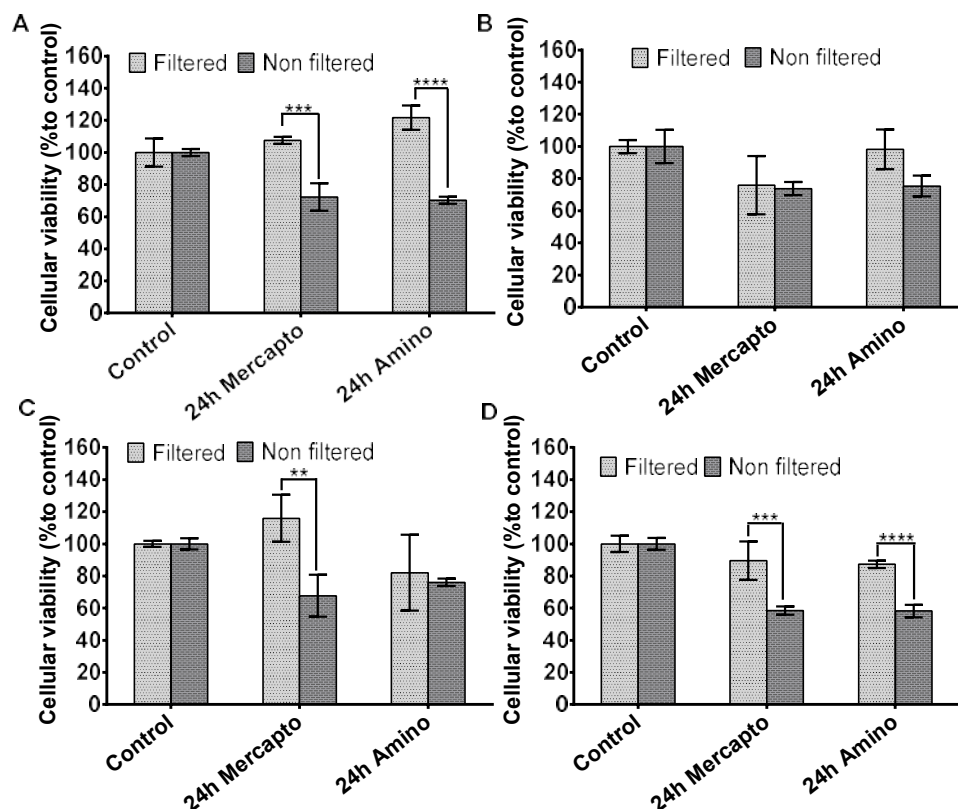 A
Cellular viability (%to control)
160
140
120
100
80
60
40
20
0
Filtered
Non filtered
***
****
Control
24h Mercapto
24h Amino
B
Cellular viability (%to control)
160
140
120
100
80
60
40
20
0
Filtered
Non filtered
Control
24h Mercapto
24h Amino
C
Cellular viability (%to control)
160
140
120
100
80
60
40
20
0
Filtered
Non filtered
**
Control
24h Mercapto
24h Amino
D
Cellular viability (%to control)
160
140
120
100
80
60
40
20
0
Filtered
Non filtered
***
****
Control
24h Mercapto
24h Amino